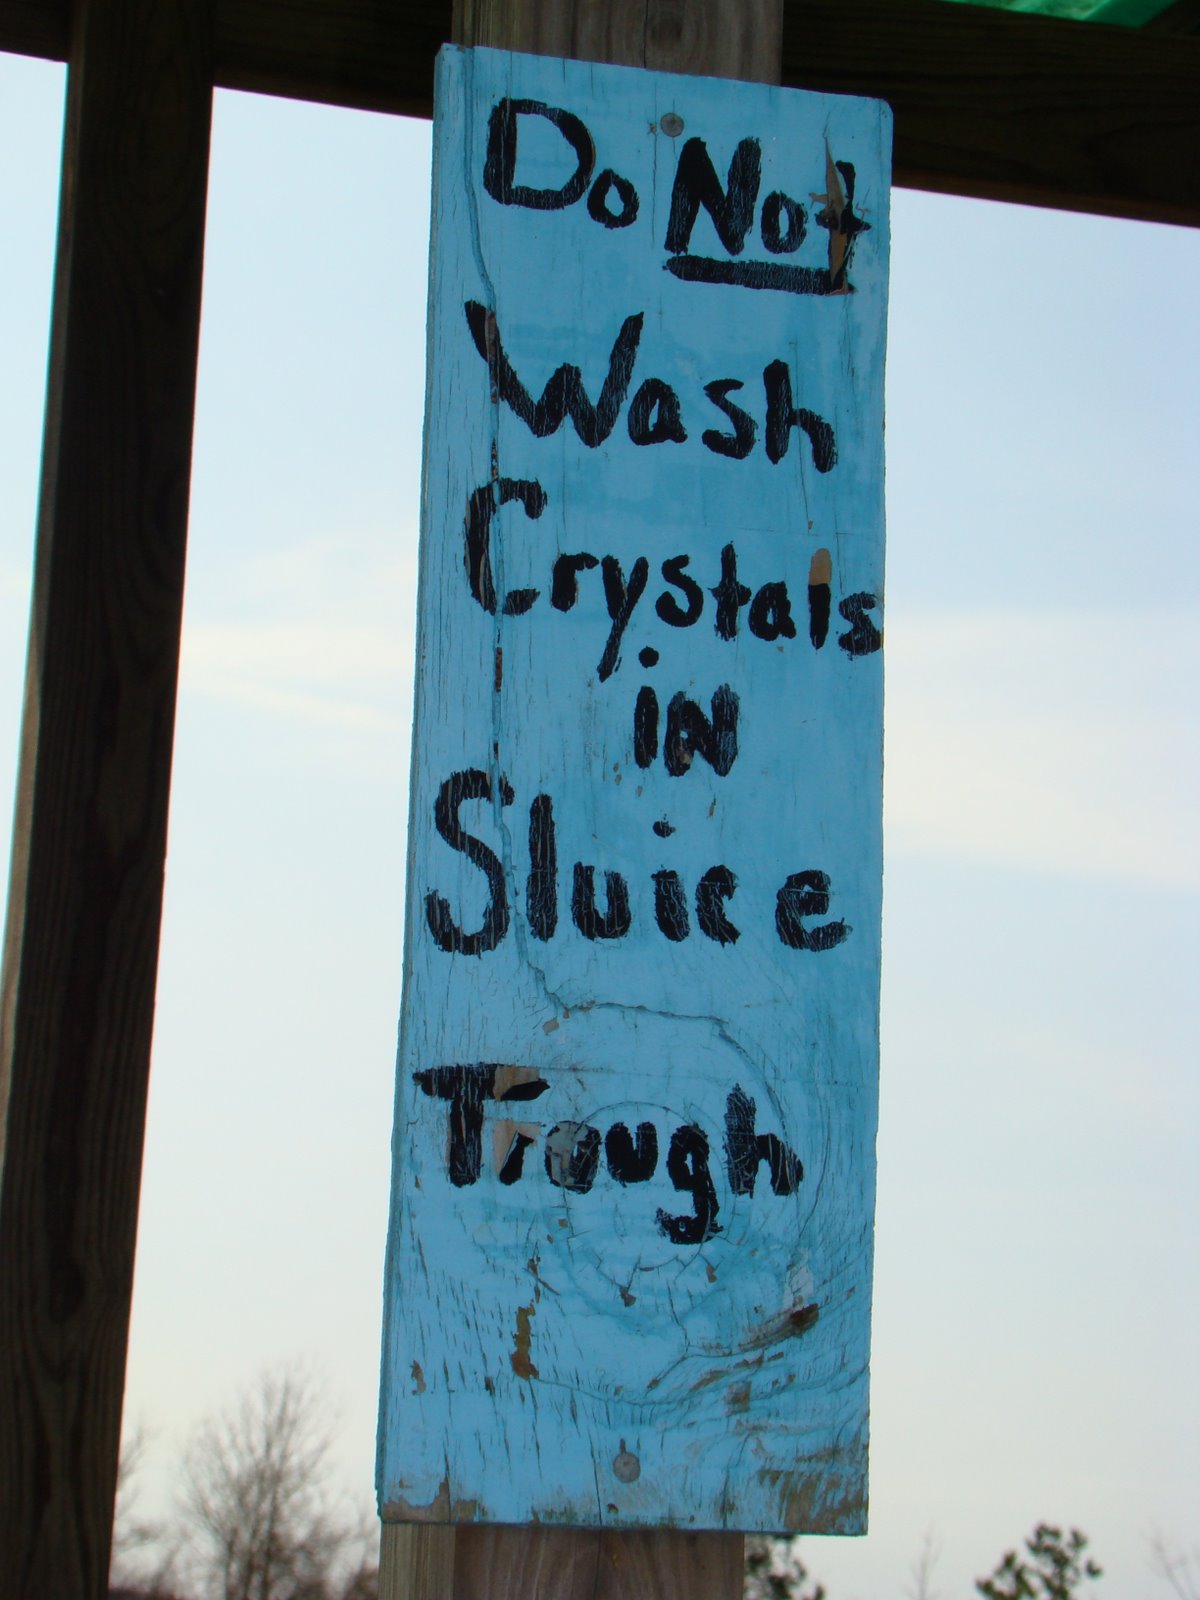 Do Not
Wash
Crystals
iN
Sluice
Trough